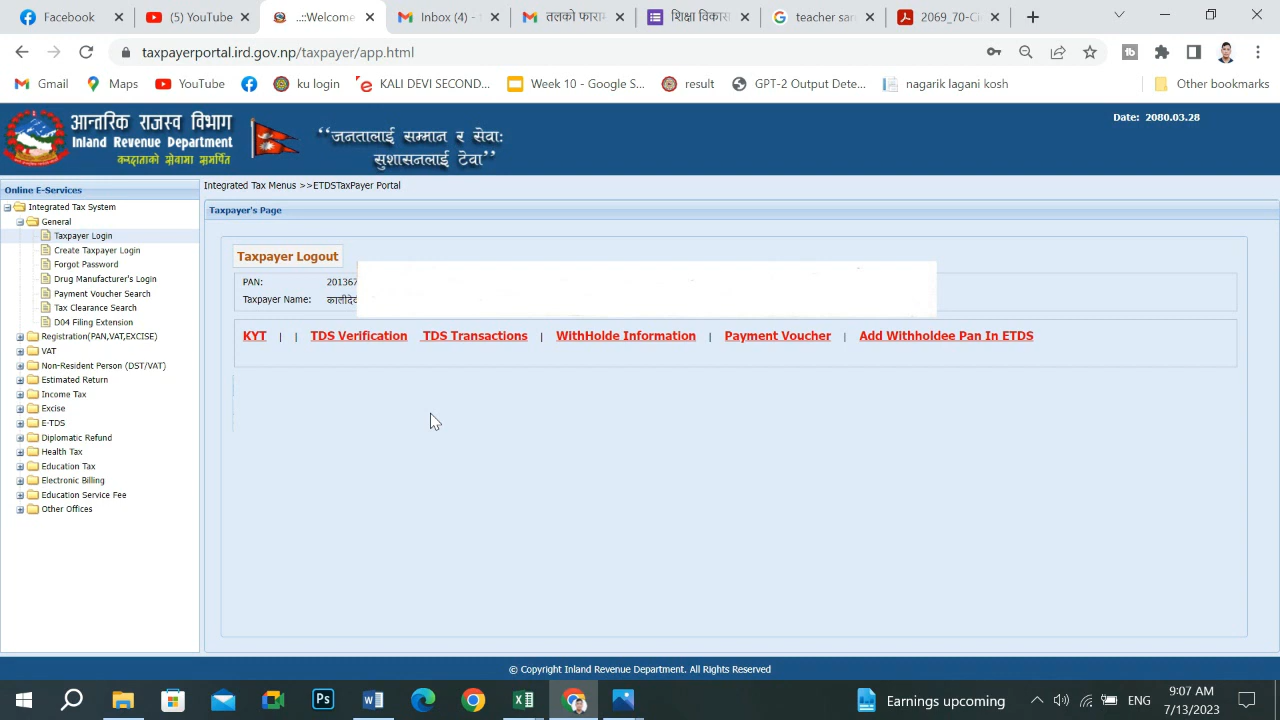 Facebook
(5) YouTube
..::Welcome
Inbox (4) - 
तलको फाराम
शिक्षा विकास
teacher san
2069_70-Ci
taxpayerportal.ird.gov.np/taxpayer/app.html
Gmail
Maps
YouTube
ku login
KALI DEVI SECOND...
Week 10 - Google S...
result
GPT-2 Output Dete...
nagarik lagani kosh
Other bookmarks
आन्तरिक राजस्व विभाग
Inland Revenue Department
करदाताको सेवामा समर्पित
“जनतालाई सम्मान र सेवाः
सुशासनलाई टेवा”
Date: 2080.03.28
Online E-Services
Integrated Tax System
General
Taxpayer Login
Create Taxpayer Login
Forgot Password
Drug Manufacturer's Login
Payment Voucher Search
Tax Clearance Search
D04 Filing Extension
Registration(PAN,VAT,EXCISE)
VAT
Non-Resident Person (DST/VAT)
Estimated Return
Income Tax
Excise
E-TDS
Diplomatic Refund
Health Tax
Education Tax
Electronic Billing
Education Service Fee
Other Offices
Integrated Tax Menus >>ETDSTaxPayer Portal
Taxpayer's Page
Taxpayer Logout
PAN: 20136
Taxpayer Name: कालीदे
KYT | | TDS Verification TDS Transactions | WithHolde Information | Payment Voucher | Add Withholdee Pan In ETDS
© Copyright Inland Revenue Department. All Rights Reserved
Ps
Earnings upcoming
ENG
9:07 AM
7/13/2023